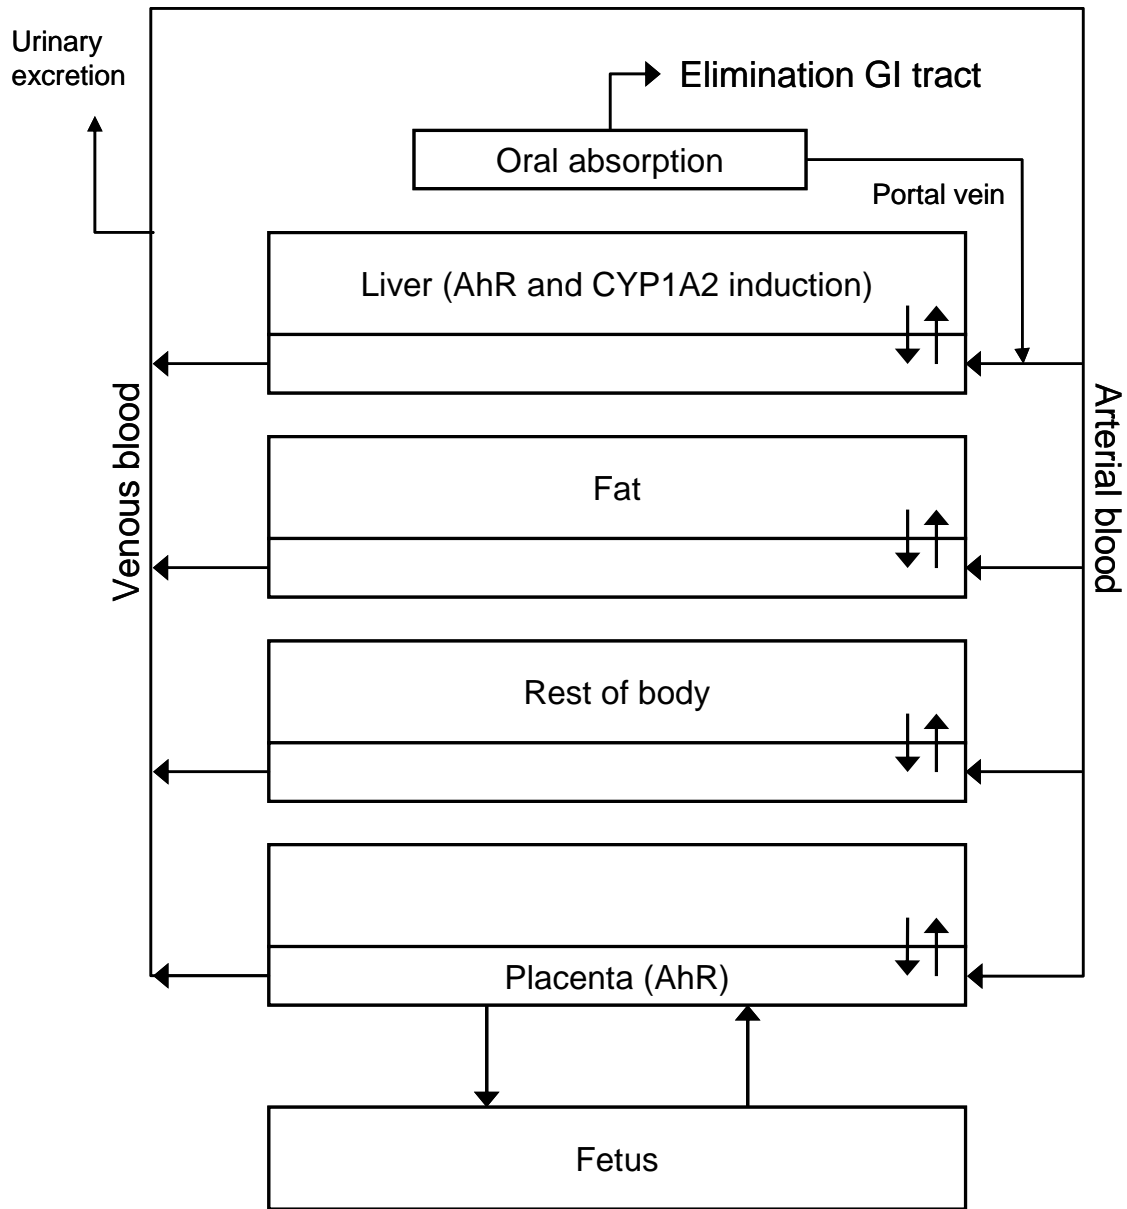 Urinary
excretion
Elimination GI tract
Oral absorption
Portal vein
Liver (AhR and CYP1A2 induction)
Venous blood
Arterial blood
Fat
Rest of body
Placenta (AhR)
Fetus